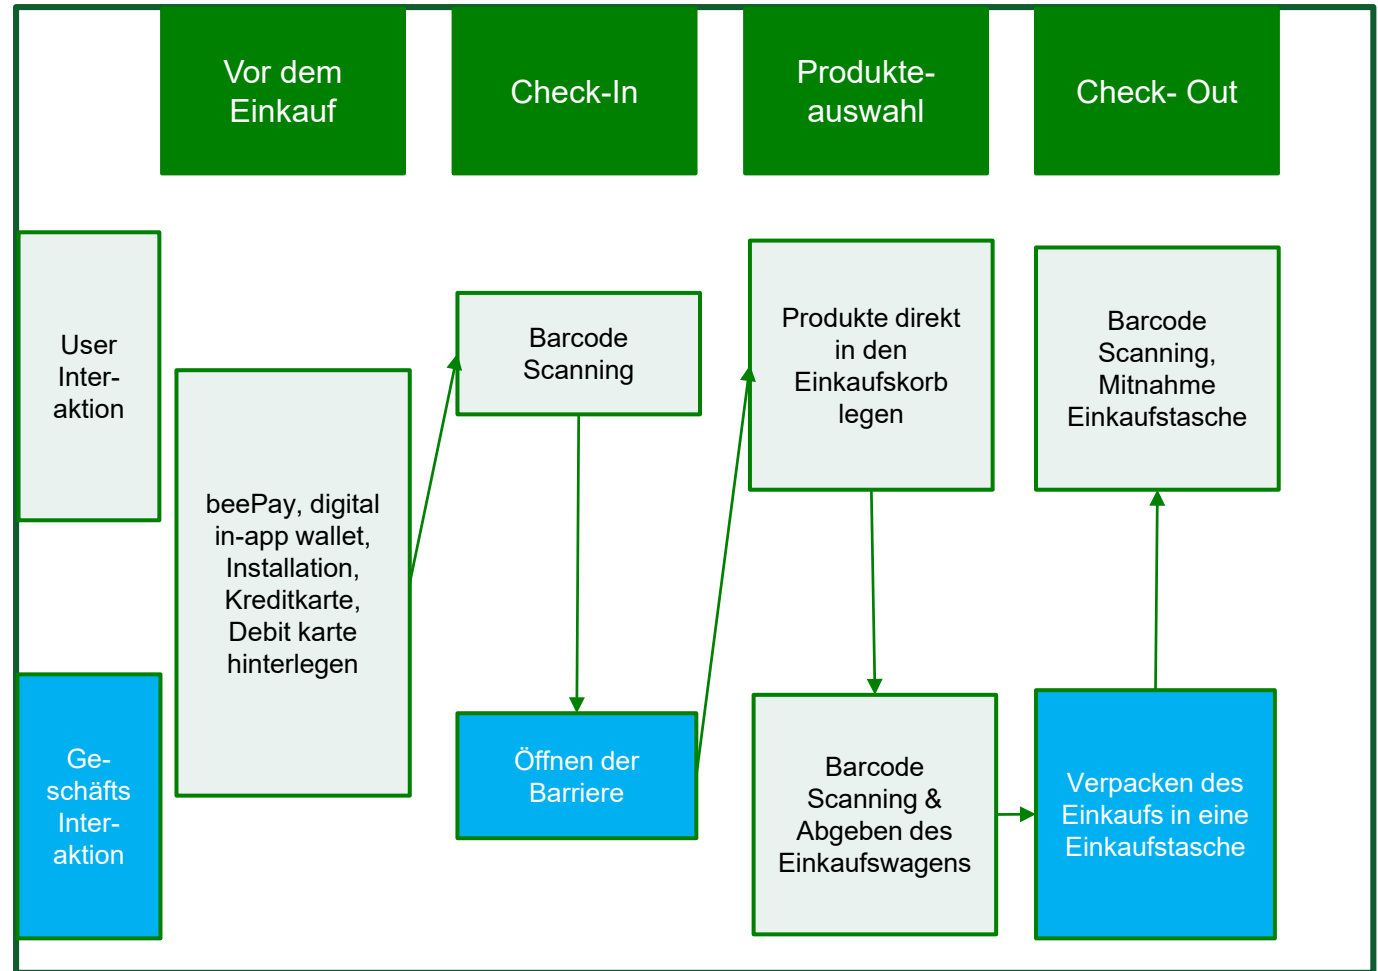 Vor dem
Einkauf
Check-In
Produkte-
auswahl
Check- Out
User
Inter-
aktion
beePay, digital
in-app wallet,
Installation,
Kreditkarte,
Debit karte
hinterlegen
Barcode
Scanning
Produkte direkt
in den
Einkaufskorb
legen
Barcode
Scanning,
Mitnahme
Einkaufstasche
Ge-
schäfts
Inter-
aktion
Öffnen der
Barriere
Barcode
Scanning &
Abgeben des
Einkaufswagens
Verpacken des
Einkaufs in eine
Einkaufstasche